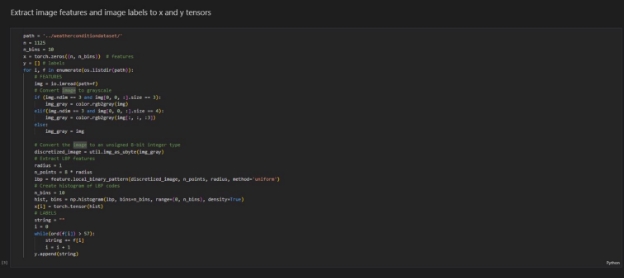 Extract image features and image labels to x and y tensors
path = '../weatherconditiondataset/'
n = 1125
n_bins = 10
x = torch.zeros((n, n_bins)) # Features
y = [] # labels
for i, f in enumerate(os.listdir(path)):
# FEATURES
img = io.imread(path+f)
# Convert image to grayscale
if (img.ndim == 3 and img[0, 0, :].size == 3):
img_gray = color.rgb2gray(img)
elif(img.ndim == 3 and img[0, 0, :].size == 4):
img_gray = color.rgb2gray(img[:, :, :3])
else:
img_gray = img
# Convert the image to an unsigned 8-bit integer type
discretized_image = util.img_as_ubyte(img_gray)
# Extract LBP features
radius = 1
n_points = 8 * radius
lbp = feature.local_binary_pattern(discretized_image, n_points, radius, method='uniform')
# Create histogram of LBP codes
n_bins = 10
hist, bins = np.histogram(lbp, bins=n_bins, range=(0, n_bins), density=True)
x[i] = torch.tensor(hist)
# LABELS
string = ""
i = 0
while(ord(f[i]) > 57):
string += f[i]
i = i + 1
y.append(string)
Python